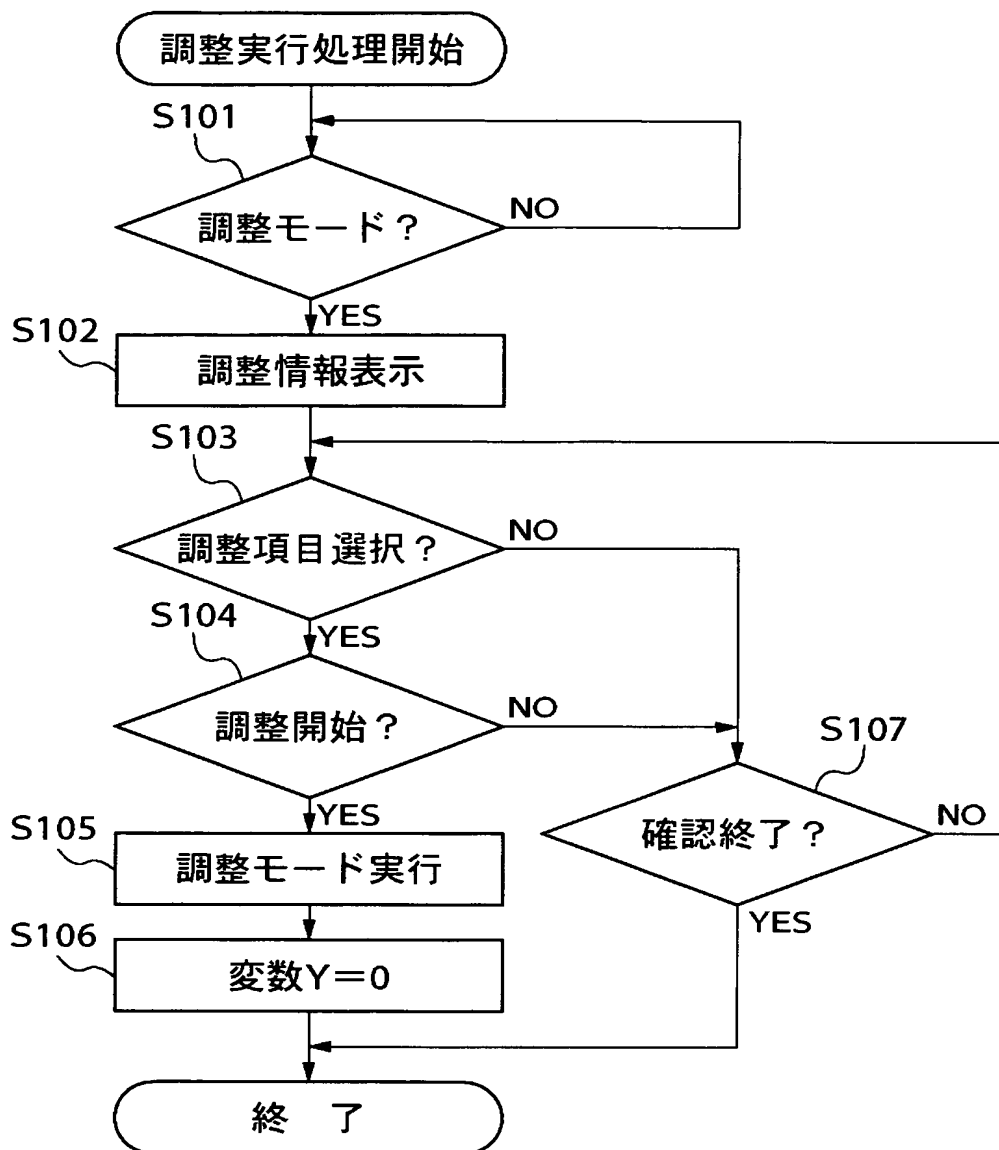 調整実行処理開始
S101
調整モード?
NO
YES
S102
調整情報表示
S103
調整項目選択?
NO
YES
S104
調整開始?
NO
YES
S107
確認終了?
NO
YES
S105
調整モード実行
S106
変数Y=0
終 了